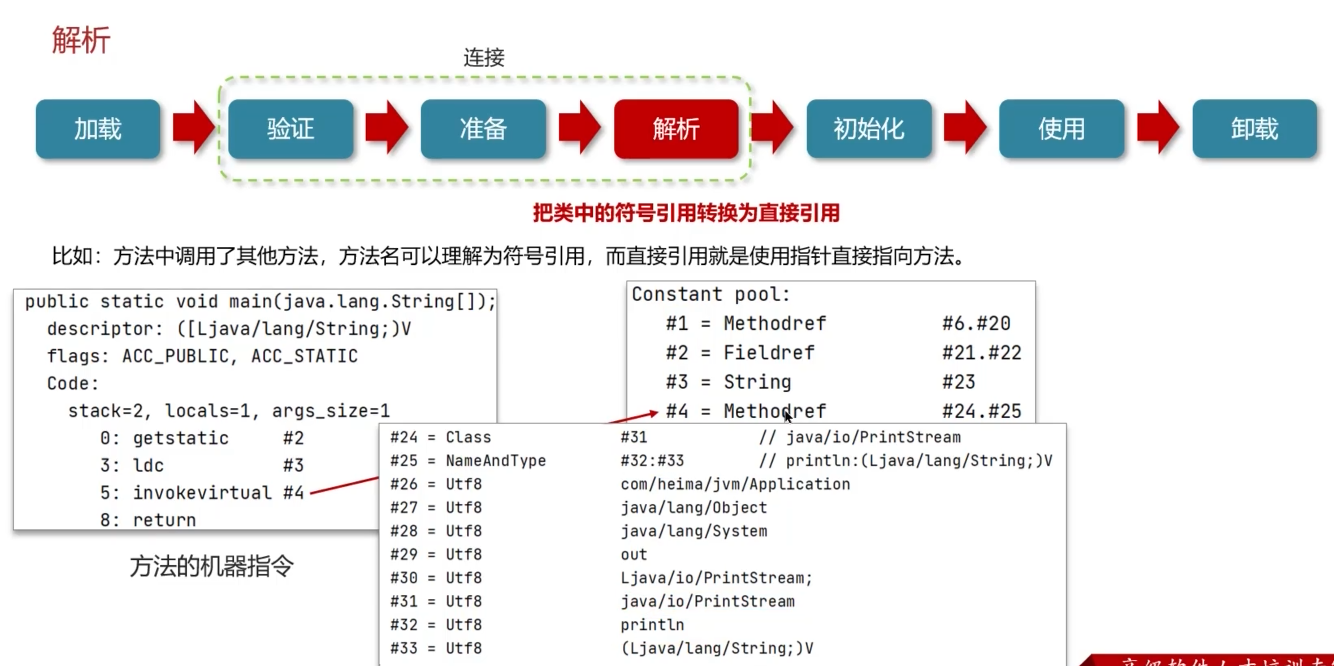 解析
连接
加载
验证
准备
解析
初始化
使用
卸载
把类中的符号引用转换为直接引用
比如：方法中调用了其他方法，方法名可以理解为符号引用，而直接引用就是使用指针直接指向方法。
public static void main(java.lang.String[]);
descriptor: ([Ljava/lang/String;)V
flags: ACC_PUBLIC, ACC_STATIC
Code:
stack=2, locals=1, args_size=1
0: getstatic #2
3: ldc #3
5: invokevirtual #4
8: return
方法的机器指令
Constant pool:
#1 = Methodref #6.#20
#2 = Fieldref #21.#22
#3 = String #23
#4 = Methodref #24.#25
#24 = Class #31 // java/io/PrintStream
#25 = NameAndType #32:#33 // println:(Ljava/lang/String;)V
#26 = Utf8 com/heima/jvm/Application
#27 = Utf8 java/lang/Object
#28 = Utf8 java/lang/System
#29 = Utf8 out
#30 = Utf8 Ljava/io/PrintStream;
#31 = Utf8 java/io/PrintStream
#32 = Utf8 println
#33 = Utf8 (Ljava/lang/String;)V